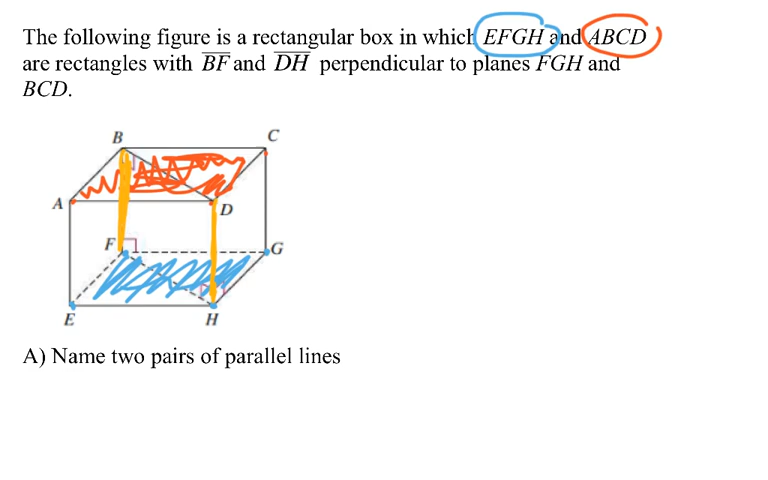 The following figure is a rectangular box in which EFGH and ABCD
are rectangles with BF and DH perpendicular to planes FGH and
BCD.
B
C
A
D
F
G
E
H
A) Name two pairs of parallel lines